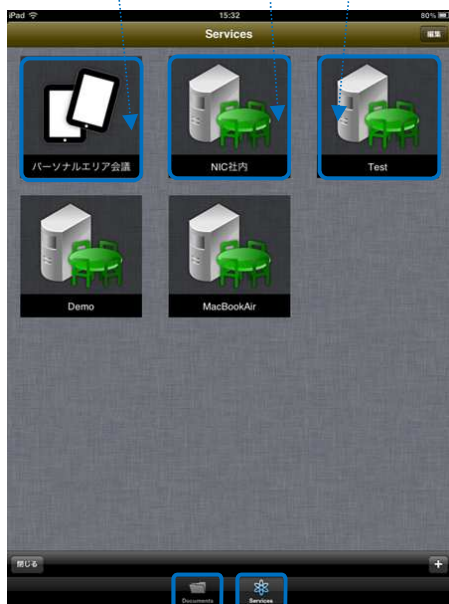 iPad 15:32 80%
Services 編集
パーソナルエリア会議 NIC社内 Test
Demo MacBookAir
閉じる +
Documents Services